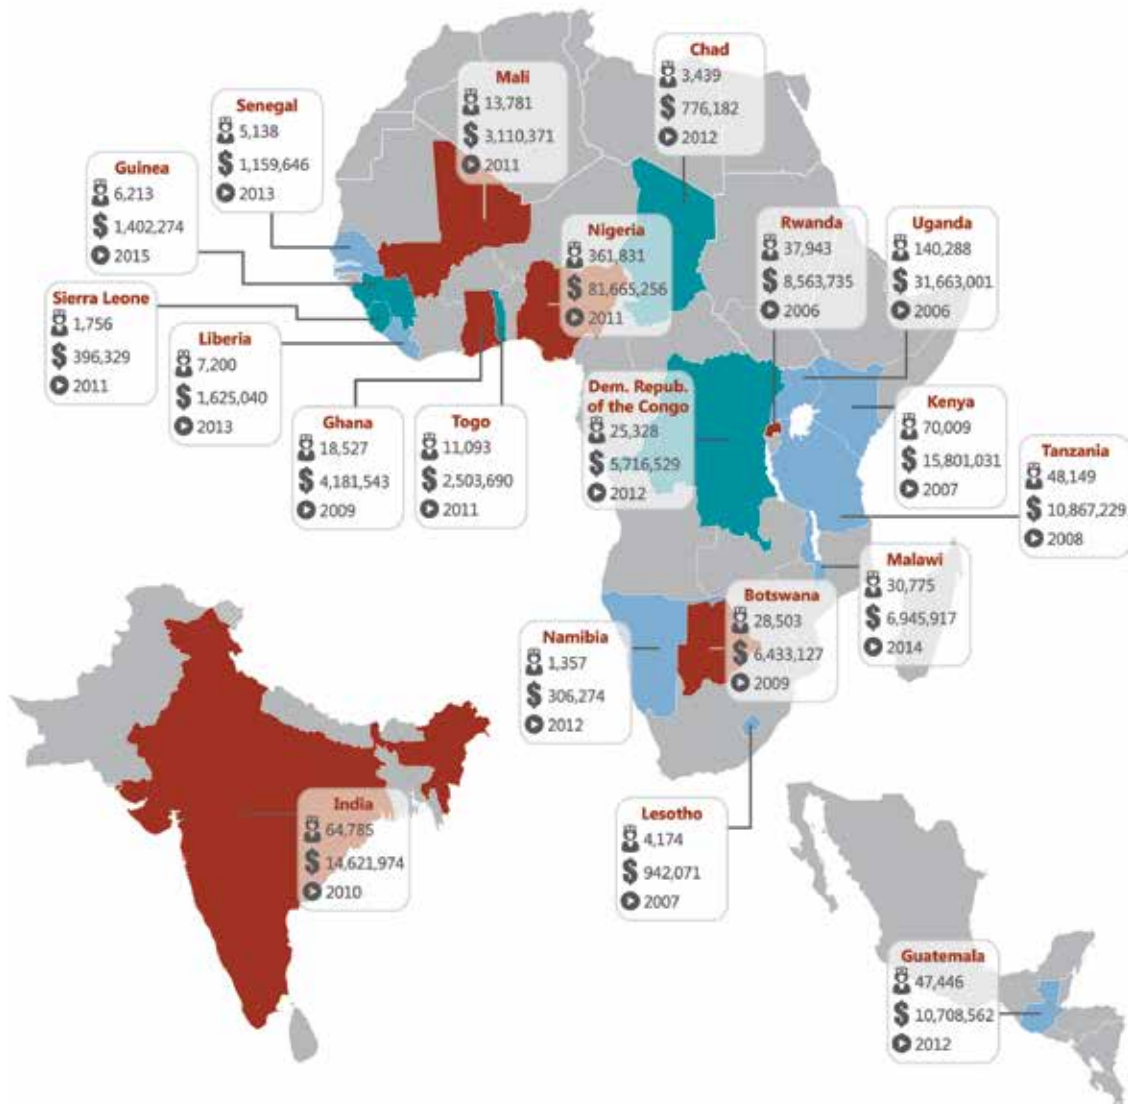 Chad
3,439
$ 776,182
2012
Mali
13,781
$ 3,110,371
2011
Senegal
5,138
$ 1,159,646
2013
Guinea
6,213
$ 1,402,274
2015
Rwanda
37,943
$ 8,563,735
2006
Uganda
140,288
$ 31,663,001
2006
Nigeria
361,831
$ 81,665,256
2011
Sierra Leone
1,756
$ 396,329
2011
Liberia
7,200
$ 1,625,040
2013
Ghana
18,527
$ 4,181,543
2009
Togo
11,093
$ 2,503,690
2011
Dem. Repub.
of the Congo
25,328
$ 5,716,529
2012
Kenya
70,009
$ 15,801,031
2007
Tanzania
48,149
$ 10,867,229
2008
Malawi
30,775
$ 6,945,917
2014
Botswana
28,503
$ 6,433,127
2009
Namibia
1,357
$ 306,274
2012
India
64,785
$ 14,621,974
2010
Lesotho
4,174
$ 942,071
2007
Guatemala
47,446
$ 10,708,562
2012